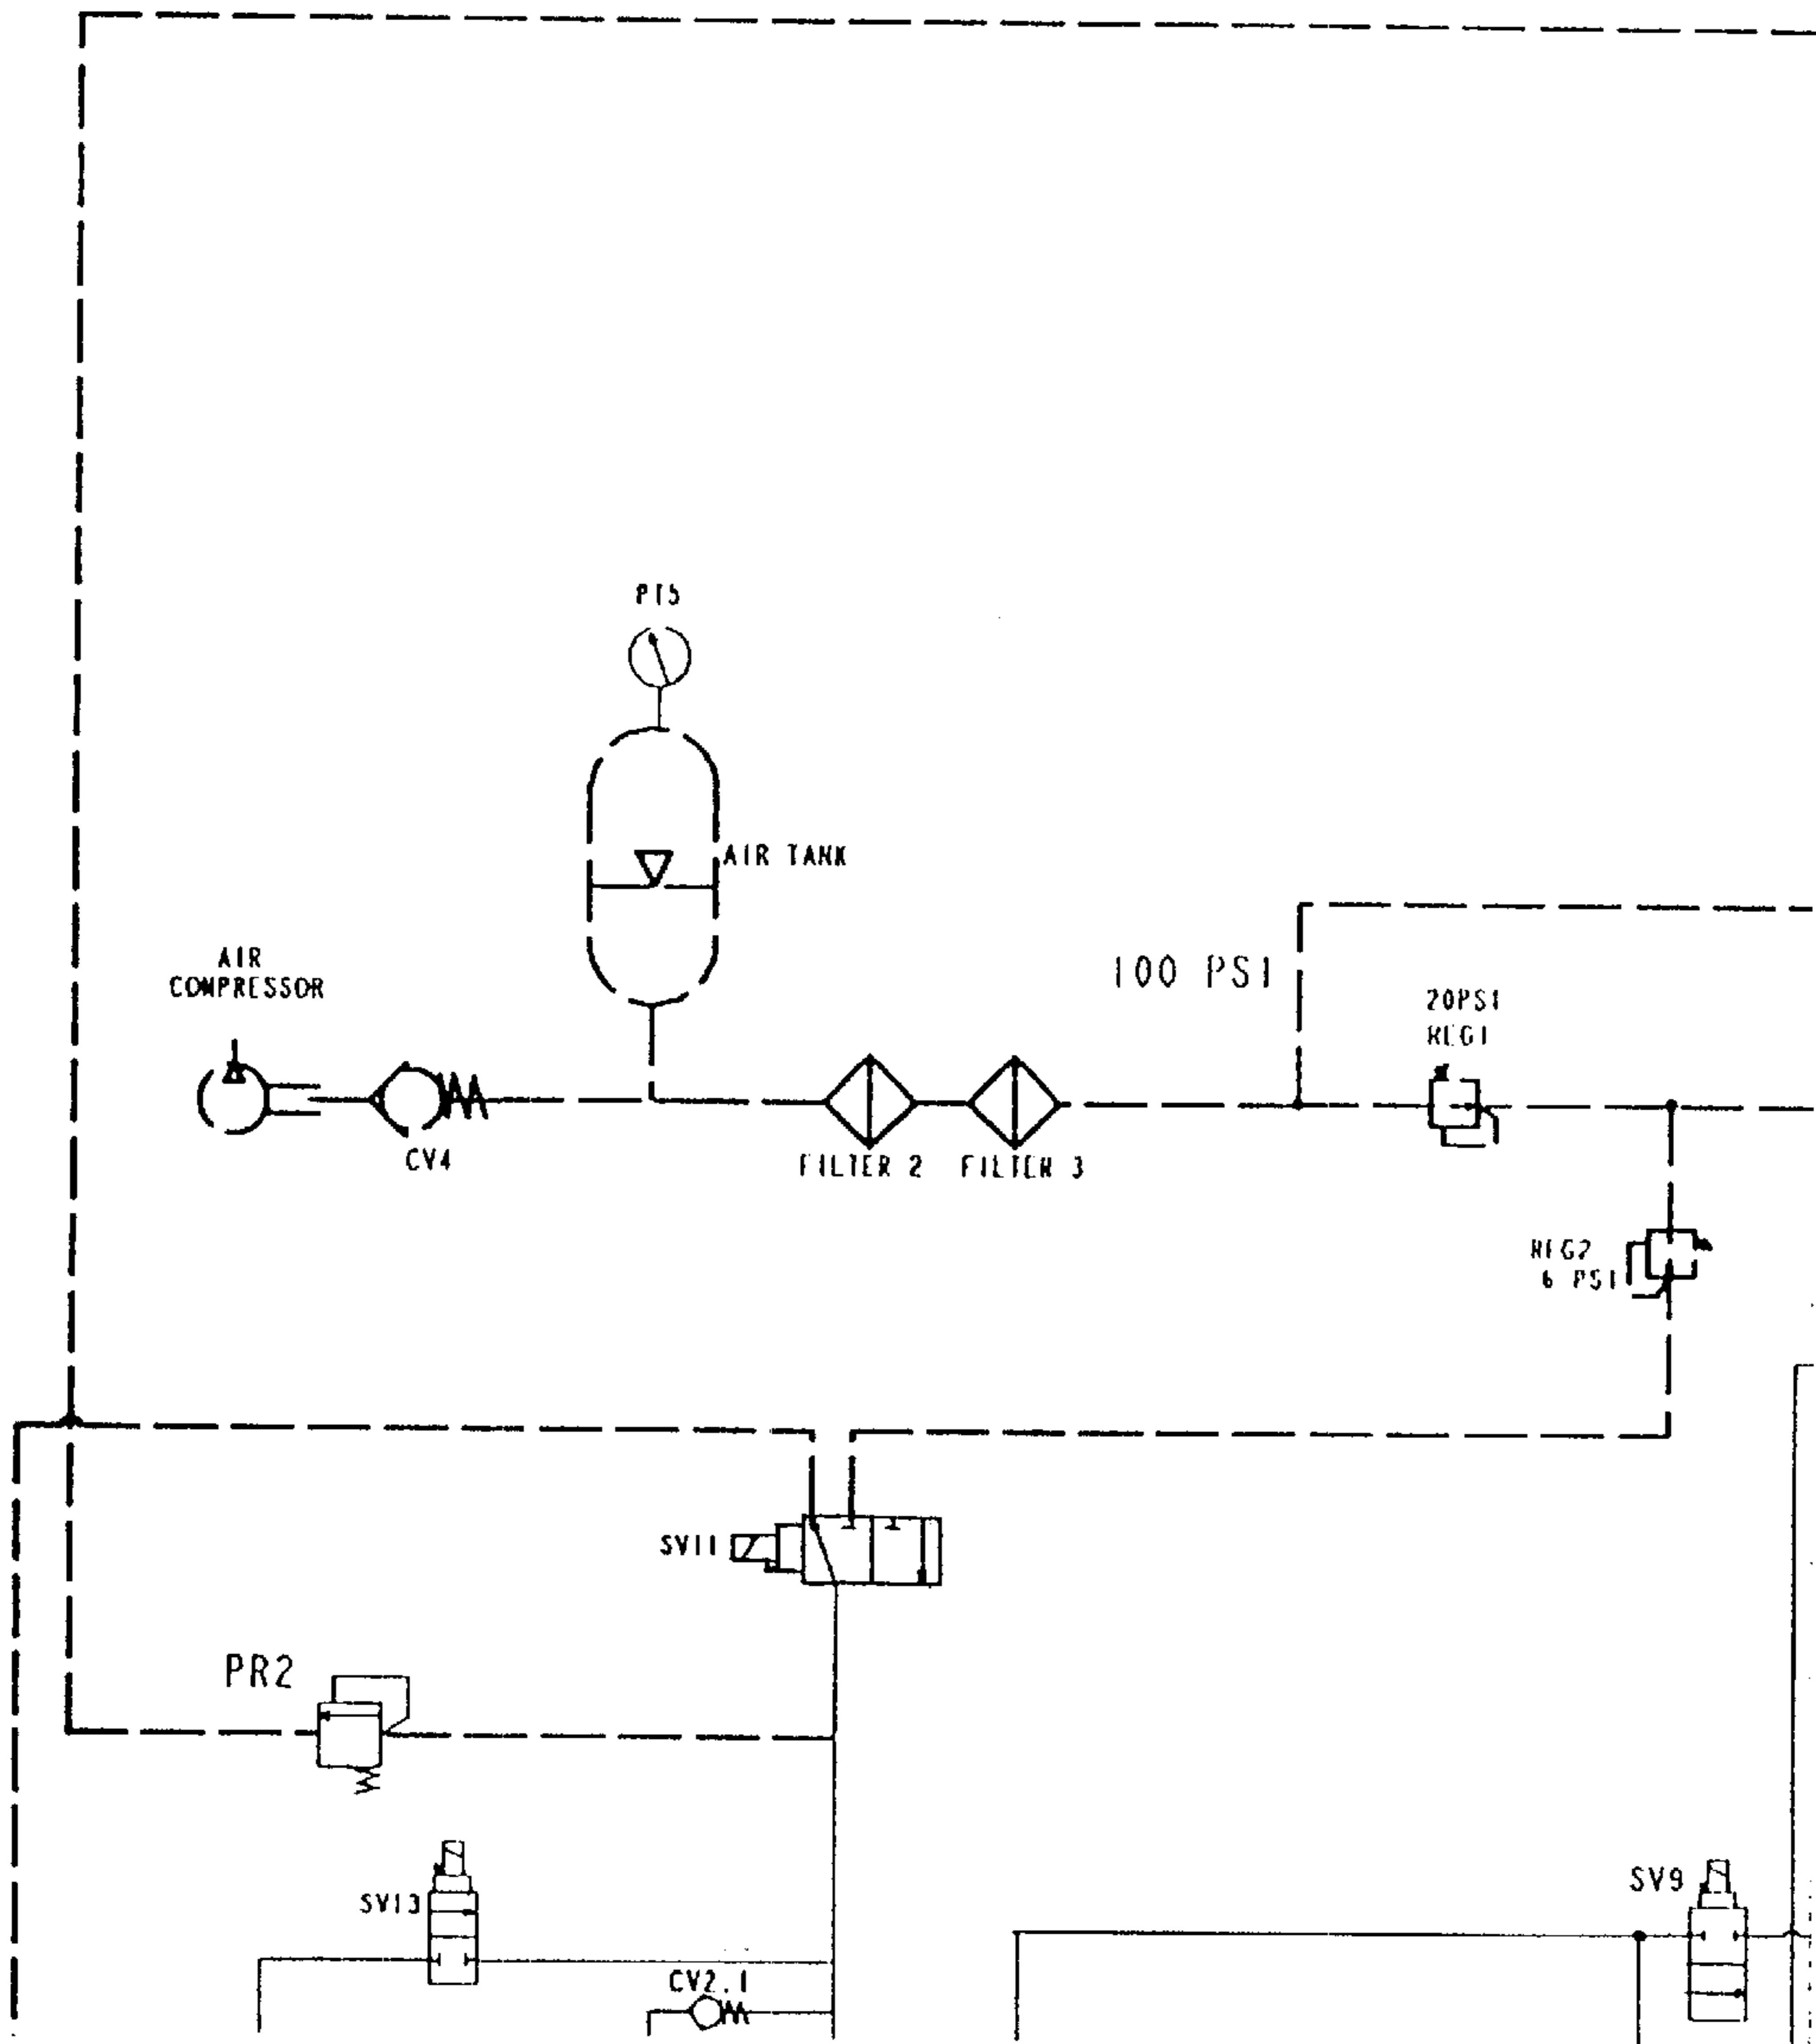 PT5
AIR TANK
AIR
COMPRESSOR
100 PSI
20PSI
REG1
CV4
FILTER 2
FILTER 3
REG2
6 PSI
SV11
PR2
SV13
SV9
CV2.1